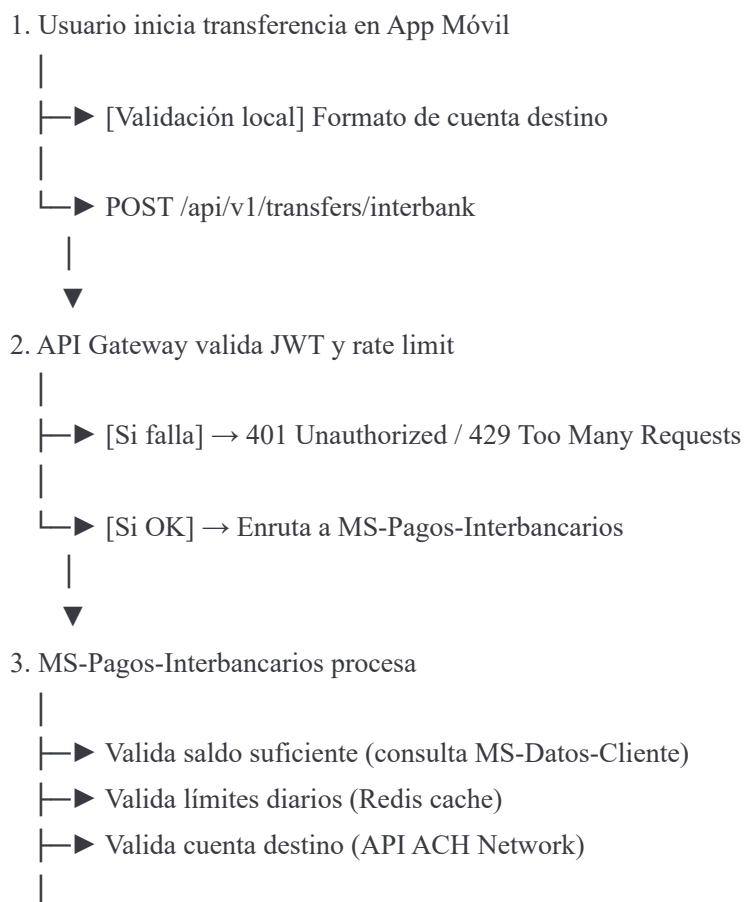 1. Usuario inicia transferencia en App Móvil
│
├─► [Validación local] Formato de cuenta destino
│
└─► POST /api/v1/transfers/interbank
│
▼
2. API Gateway valida JWT y rate limit
│
├─► [Si falla] → 401 Unauthorized / 429 Too Many Requests
│
└─► [Si OK] → Enruta a MS-Pagos-Interbancarios
│
▼
3. MS-Pagos-Interbancarios procesa
│
├─► Valida saldo suficiente (consulta MS-Datos-Cliente)
├─► Valida límites diarios (Redis cache)
├─► Valida cuenta destino (API ACH Network)
│